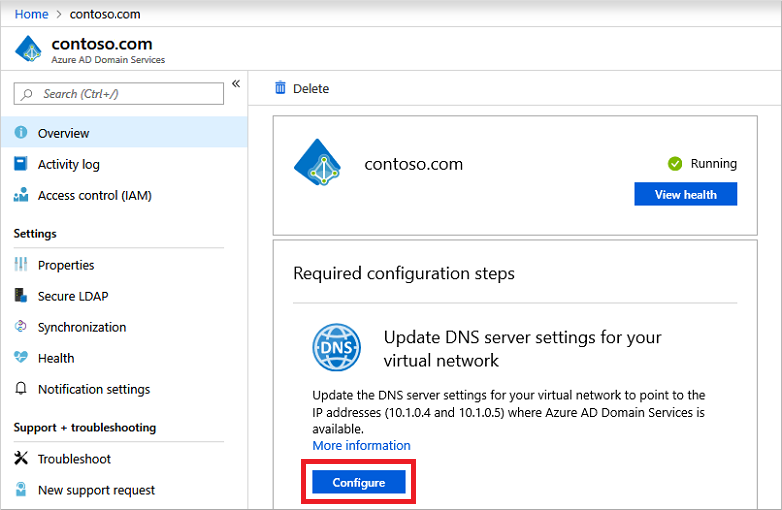 Home > contoso.com
contoso.com
Azure AD Domain Services
Search (Ctrl+/)
«
Overview
Activity log
Access control (IAM)
Settings
Properties
Secure LDAP
Synchronization
Health
Notification settings
Support + troubleshooting
Troubleshoot
New support request
Delete
contoso.com
Running
View health
Required configuration steps
DNS
Update DNS server settings for your
virtual network
Update the DNS server settings for your virtual network to point to the
IP addresses (10.1.0.4 and 10.1.0.5) where Azure AD Domain Services is
available.
More information
Configure